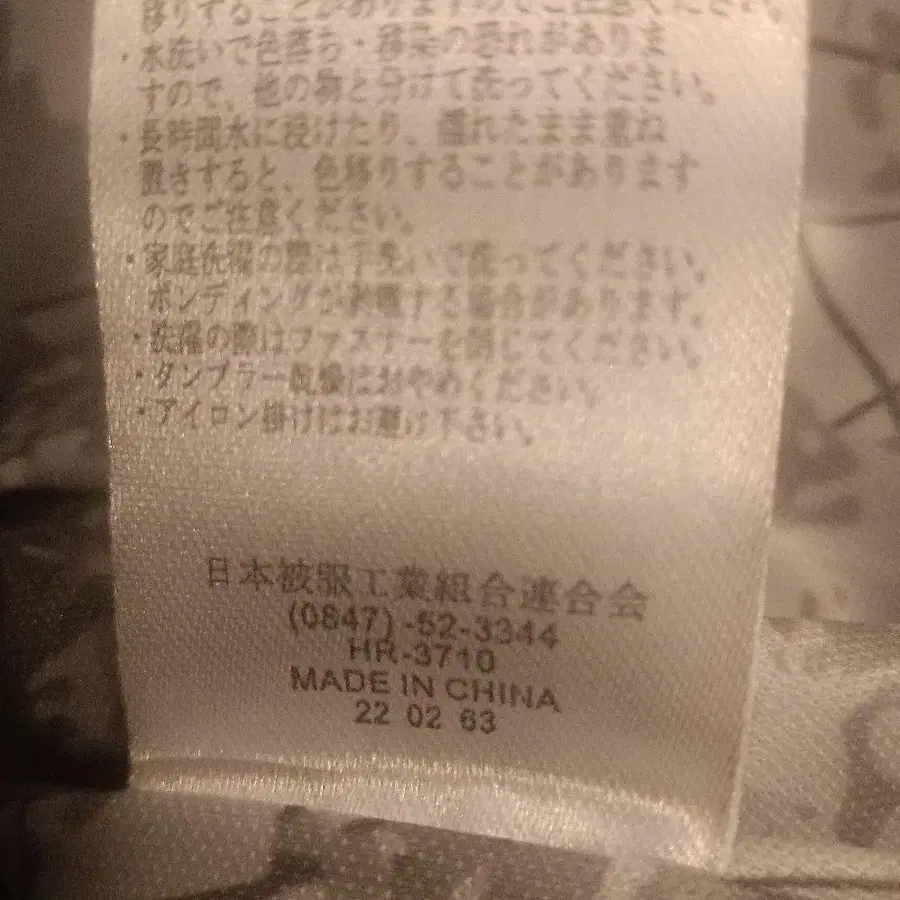 移りすることがありますのでご注意ください。
・水洗いで色落ち・移染の恐れがありま
すので、他の物と分けて洗ってください。
・長時間水に浸けたり、濡れたまま重ね
置きすると、色移りすることがあります
のでご注意ください。
・家庭洗濯の際は手洗いで洗ってください。
ボンディングが剥離する場合があります。
・洗濯の際はファスナーを閉じてください。
・タンブラー乾燥はおやめください。
・アイロン掛けはお避け下さい。
日本被服工業組合連合会
(0847)-52-3344
HR-3710
MADE IN CHINA
22 02 63